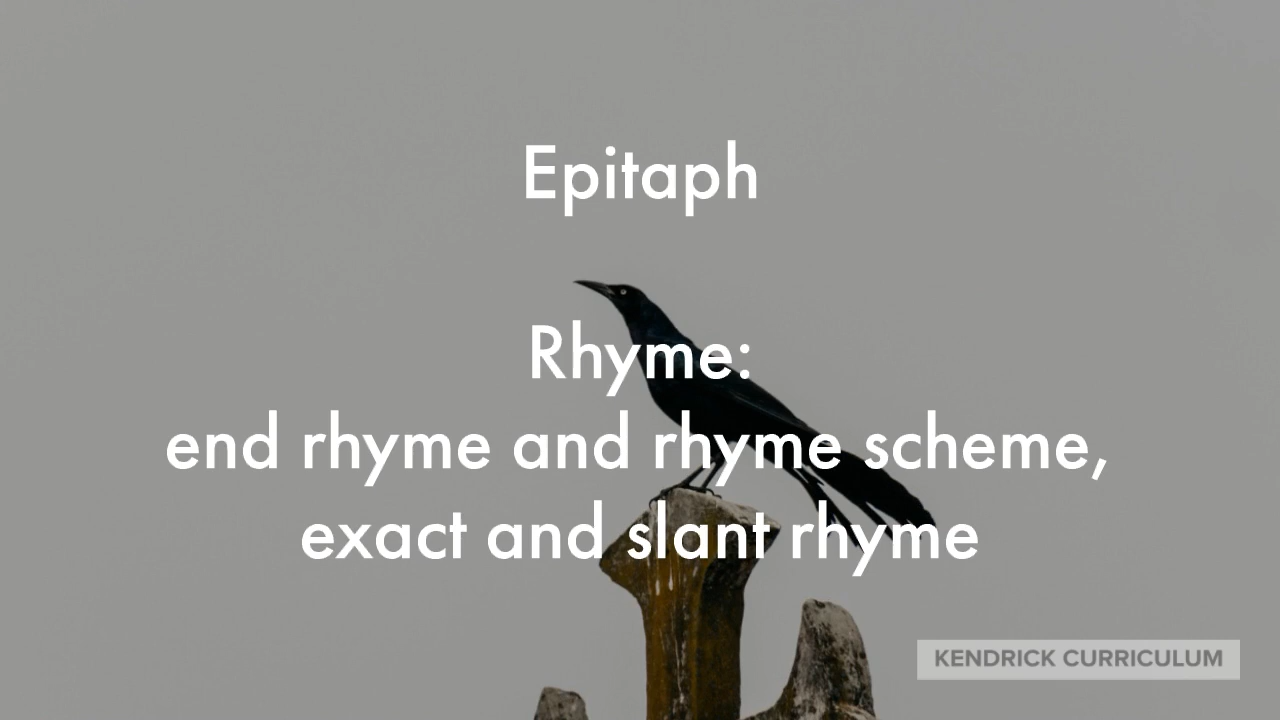 Epitaph
Rhyme:
end rhyme and rhyme scheme,
exact and slant rhyme
KENDRICK CURRICULUM